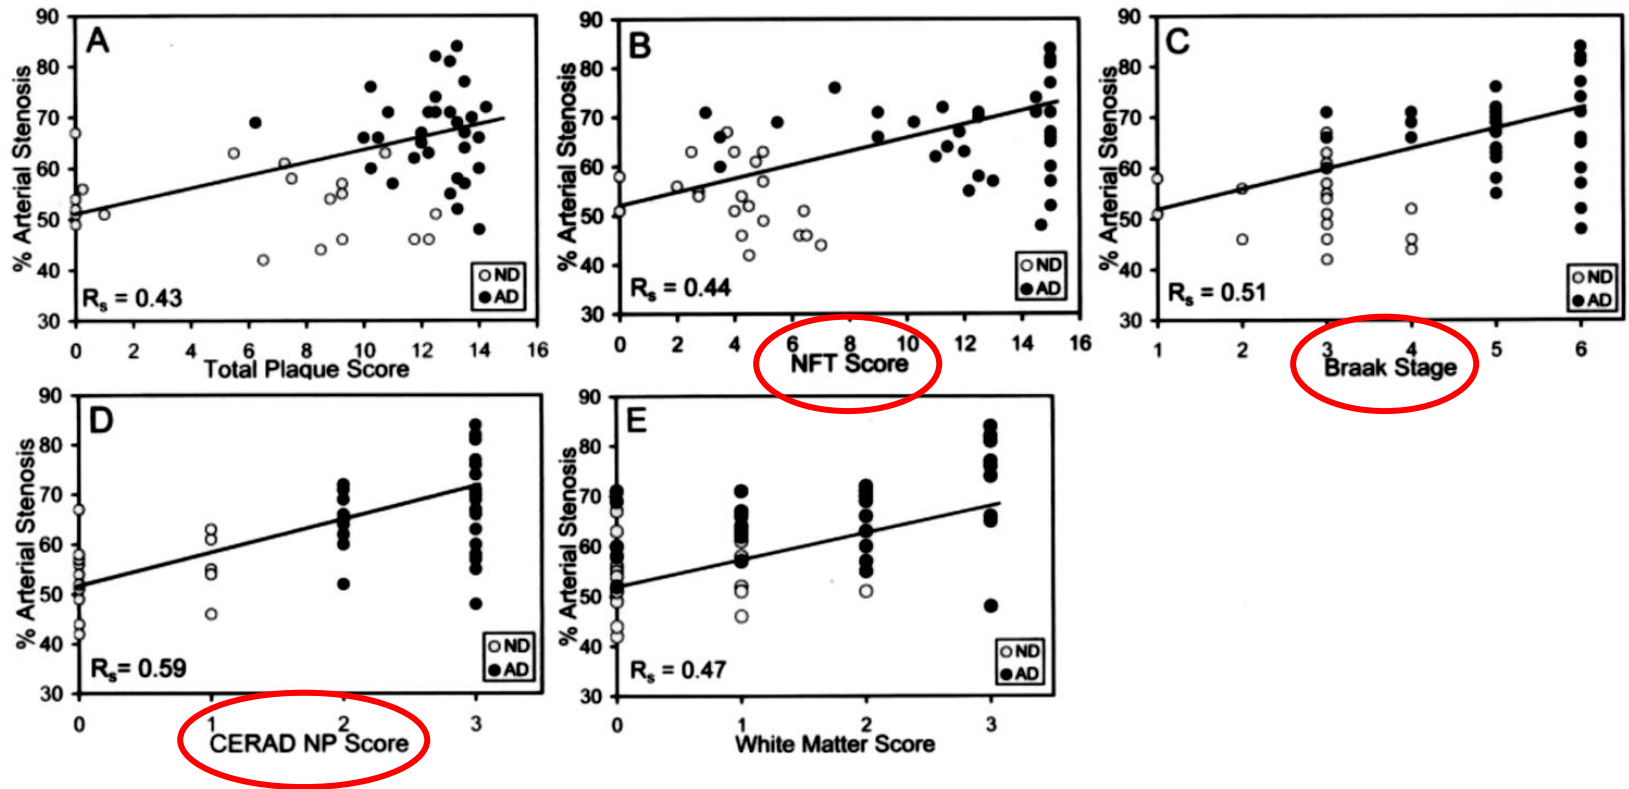 A
% Arterial Stenosis
90
80
70
60
50
40
30
ND
AD
Rs = 0.43
0 2 4 6 8 10 12 14 16
Total Plaque Score
B
% Arterial Stenosis
90
80
70
60
50
40
30
ND
AD
Rs = 0.44
0 2 4 6 8 10 12 14 16
NFT Score
C
% Arterial Stenosis
90
80
70
60
50
40
30
ND
AD
Rs = 0.51
1 2 3 4 5 6
Braak Stage
D
% Arterial Stenosis
90
80
70
60
50
40
30
ND
AD
Rs= 0.59
0 1 2 3
CERAD NP Score
E
% Arterial Stenosis
90
80
70
60
50
40
30
ND
AD
Rs = 0.47
0 1 2 3
White Matter Score